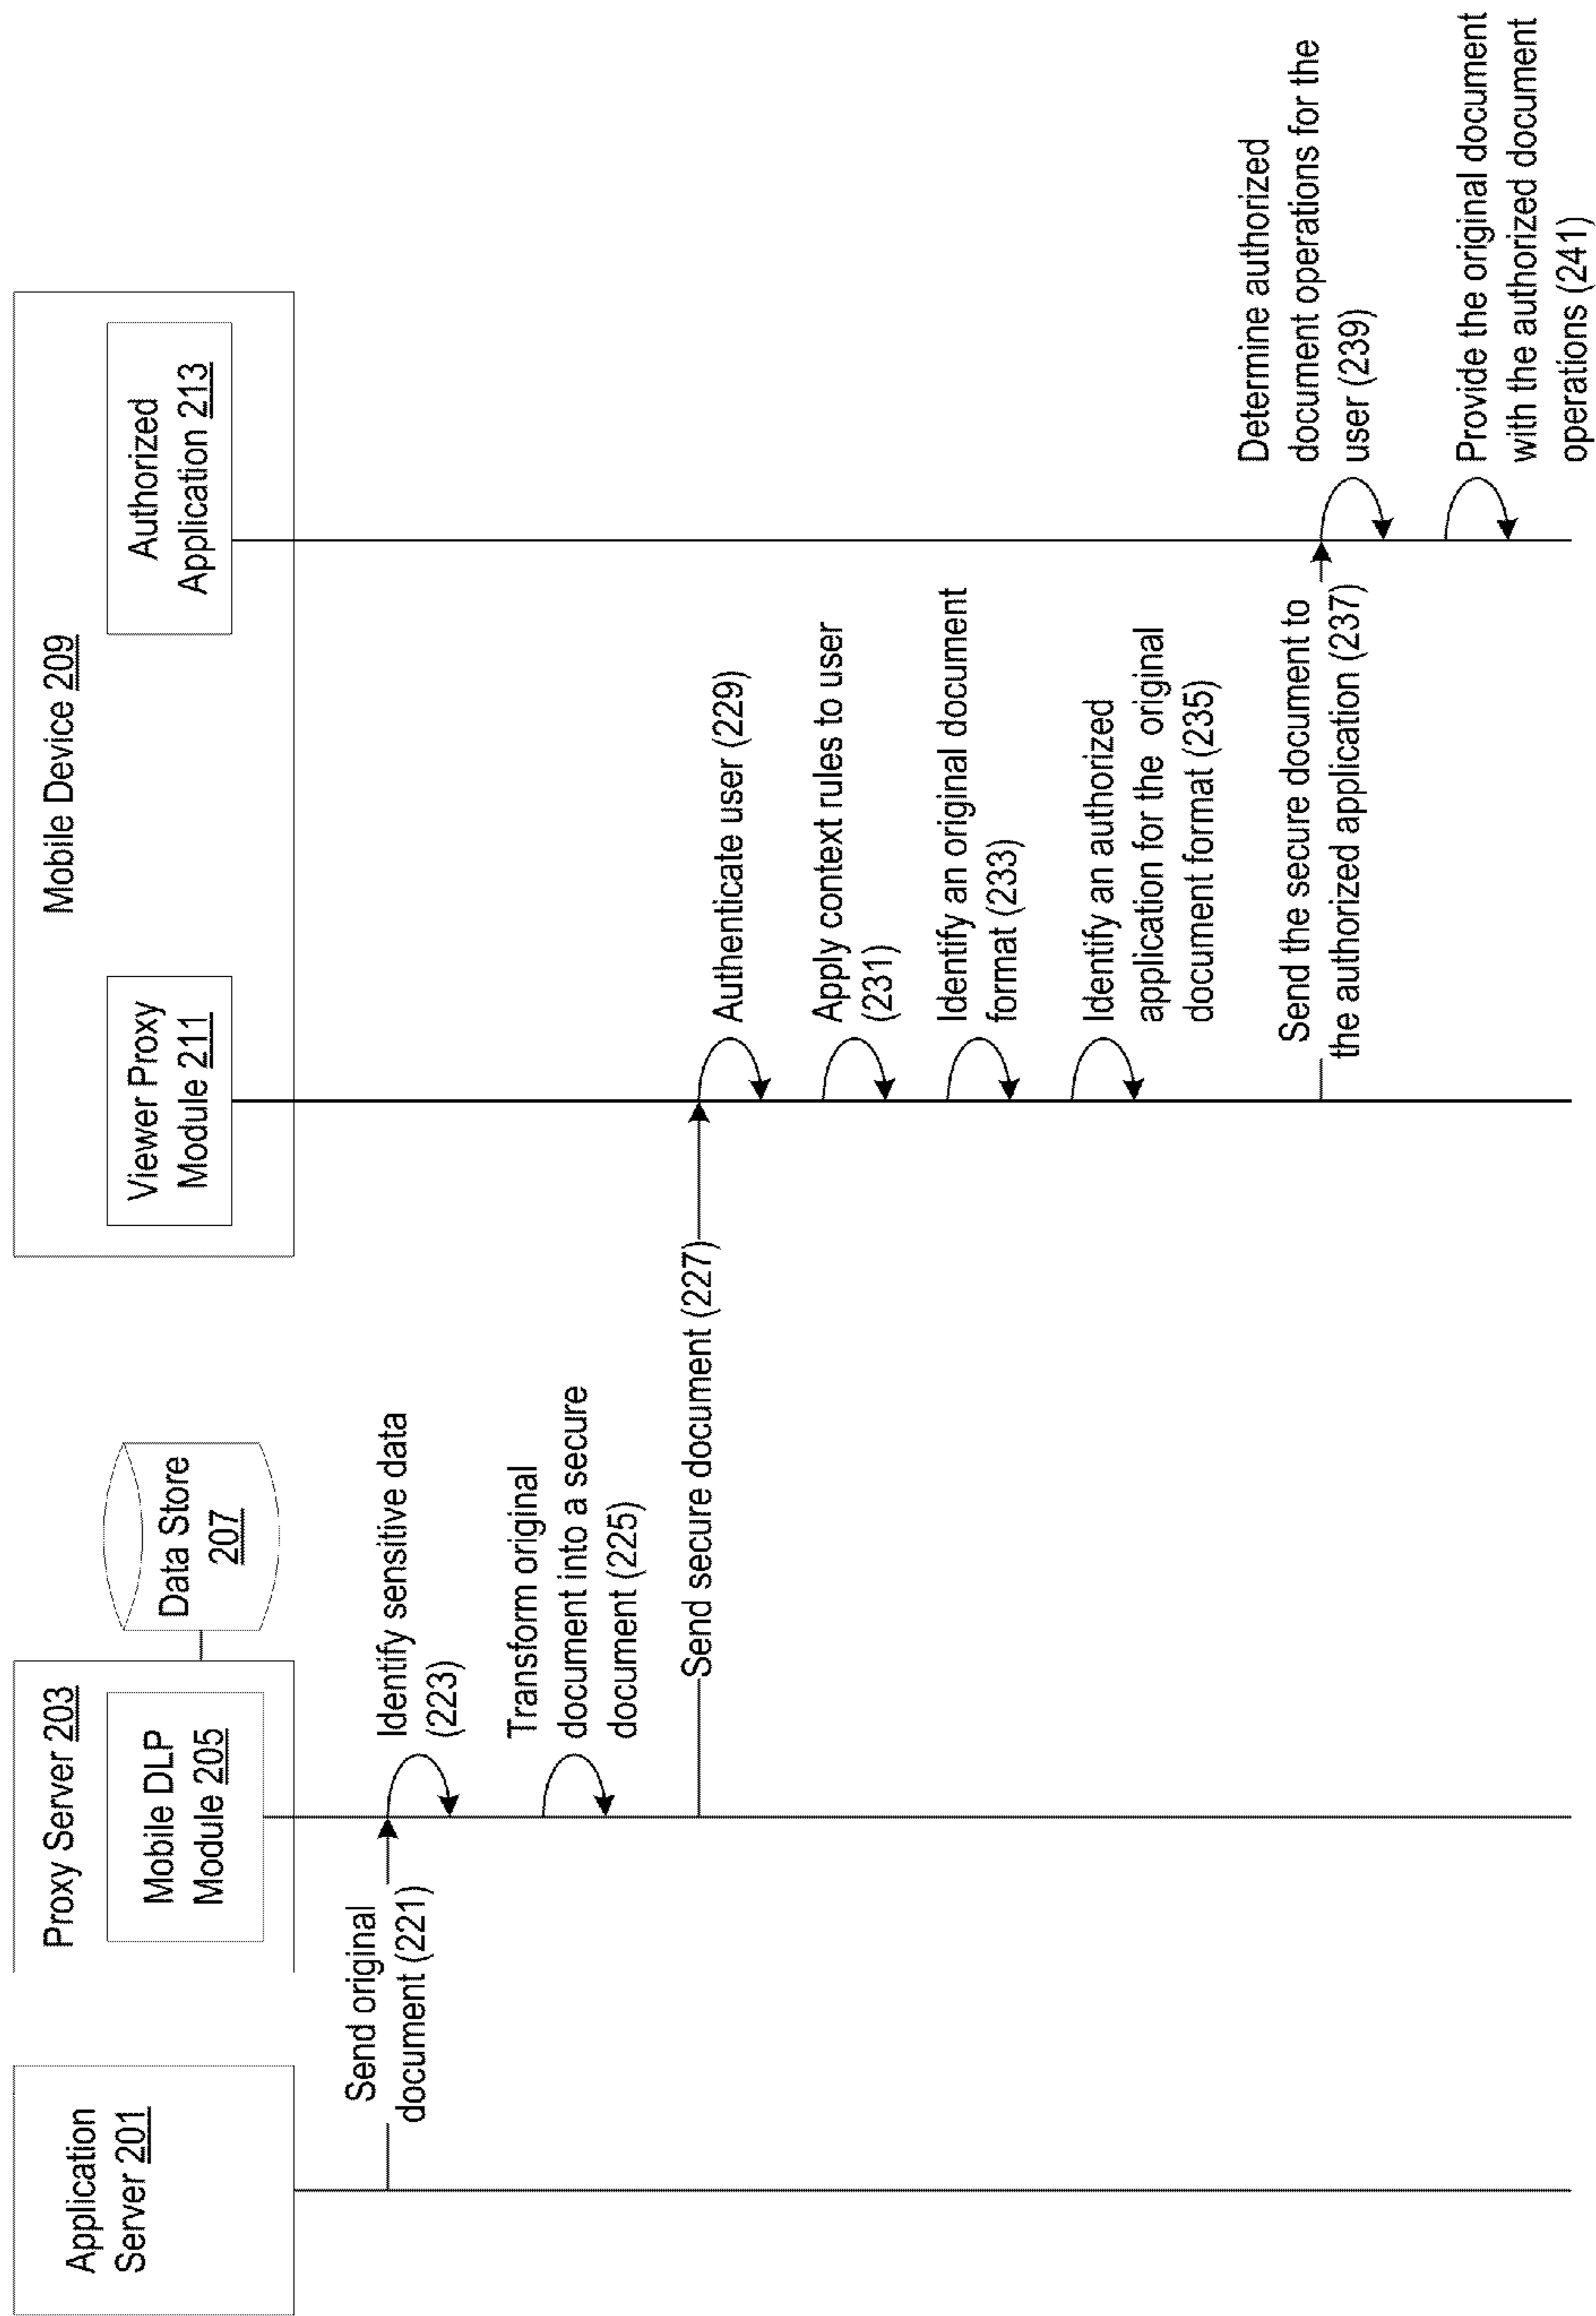 Application
Server 201
Proxy Server 203
Mobile DLP
Module 205
Data Store
207
Mobile Device 209
Viewer Proxy
Module 211
Authorized
Application 213
Send original
document (221)
Identify sensitive data
(223)
Transform original
document into a secure
document (225)
Send secure document (227)
Authenticate user (229)
Apply context rules to user
(231)
Identify an original document
format (233)
Identify an authorized
application for the original
document format (235)
Send the secure document to
the authorized application (237)
Determine authorized
document operations for the
user (239)
Provide the original document
with the authorized document
operations (241)